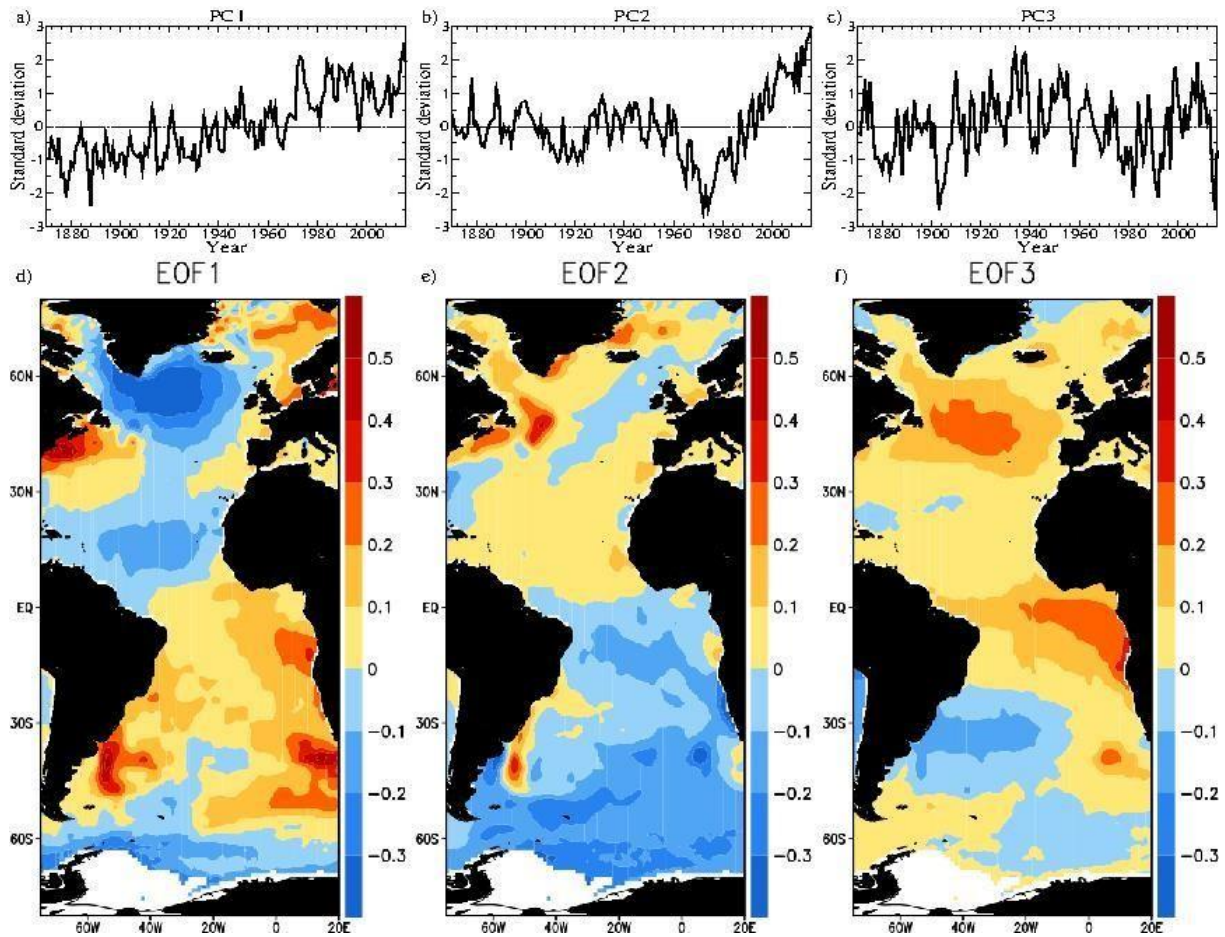 a) PC1
3
2
1
0
-1
-2
-3
Standard deviation
1880 1900 1920 1940 1960 1980 2000
Year
b) PC2
3
2
1
0
-1
-2
-3
Standard deviation
1880 1900 1920 1940 1960 1980 2000
Year
c) PC3
3
2
1
0
-1
-2
-3
Standard deviation
1880 1900 1920 1940 1960 1980 2000
Year
d) EOF1
60N
30N
EQ
30S
60S
60W 40W 20W 0 20E
0.5
0.4
0.3
0.2
0.1
0
-0.1
-0.2
-0.3
e) EOF2
60N
30N
EQ
30S
60S
60W 40W 20W 0 20E
0.5
0.4
0.3
0.2
0.1
0
-0.1
-0.2
-0.3
f) EOF3
60N
30N
EQ
30S
60S
60W 40W 20W 0 20E
0.5
0.4
0.3
0.2
0.1
0
-0.1
-0.2
-0.3